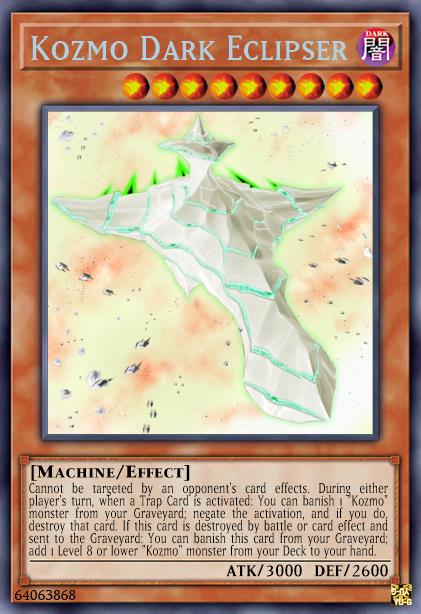 Kozmo Dark Eclipser
DARK
闇
[Machine/Effect]
Cannot be targeted by an opponent's card effects. During either
player's turn, when a Trap Card is activated: You can banish 1 "Kozmo"
monster from your Graveyard; negate the activation, and if you do,
destroy that card. If this card is destroyed by battle or card effect and
sent to the Graveyard: You can banish this card from your Graveyard;
add 1 Level 8 or lower "Kozmo" monster from your Deck to your hand.
ATK/3000 DEF/2600
64063868